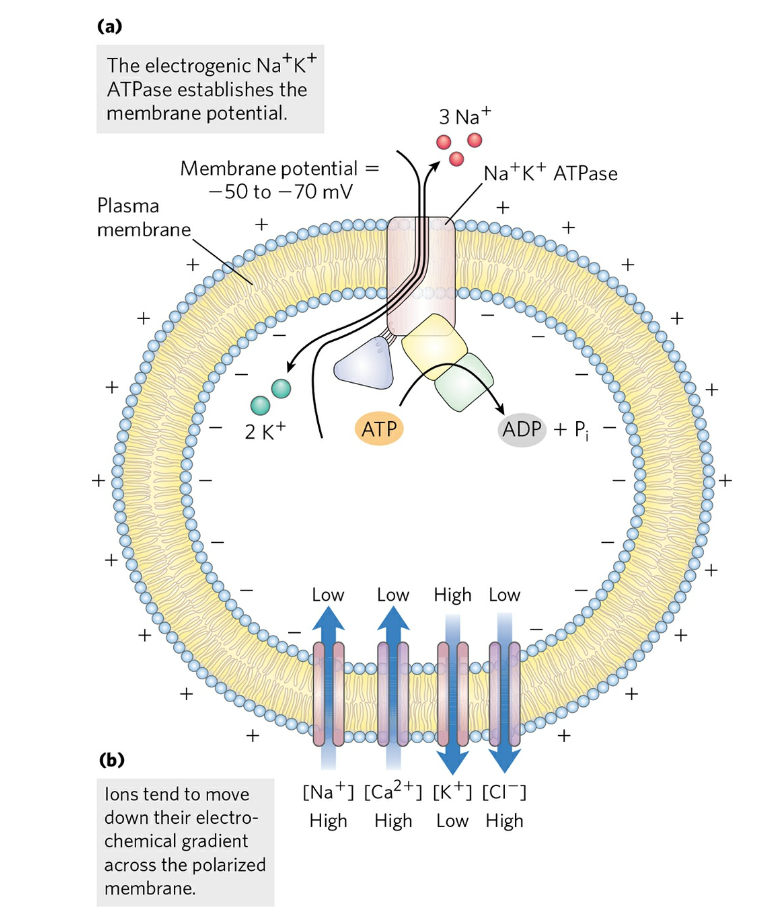 (a)
The electrogenic Na⁺K⁺
ATPase establishes the
membrane potential.
3 Na⁺
Membrane potential =
−50 to −70 mV
Na⁺K⁺ ATPase
Plasma
membrane
2 K⁺
ATP
ADP + Pᵢ
Low Low High Low
(b)
[Na⁺] [Ca²⁺] [K⁺] [Cl⁻]
High High Low High
Ions tend to move
down their electro-
chemical gradient
across the polarized
membrane.